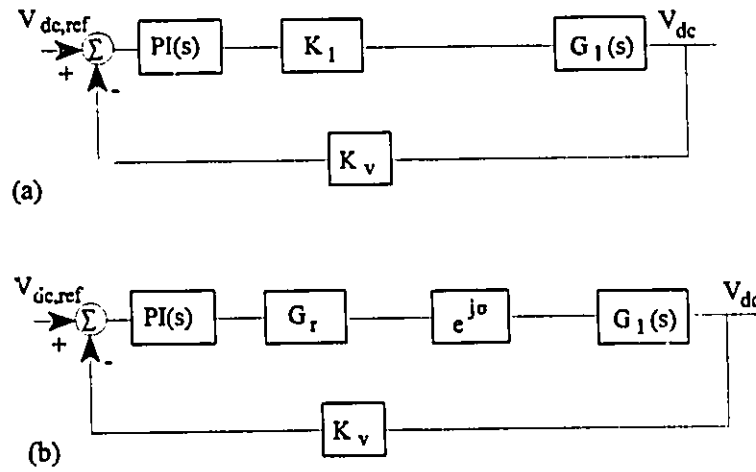 V dc,ref
+
Σ
-
PI(s)
K 1
G 1 (s)
V dc
K v
(a)
V dc,ref
+
Σ
-
PI(s)
G r
e jσ
G 1 (s)
V dc
K v
(b)